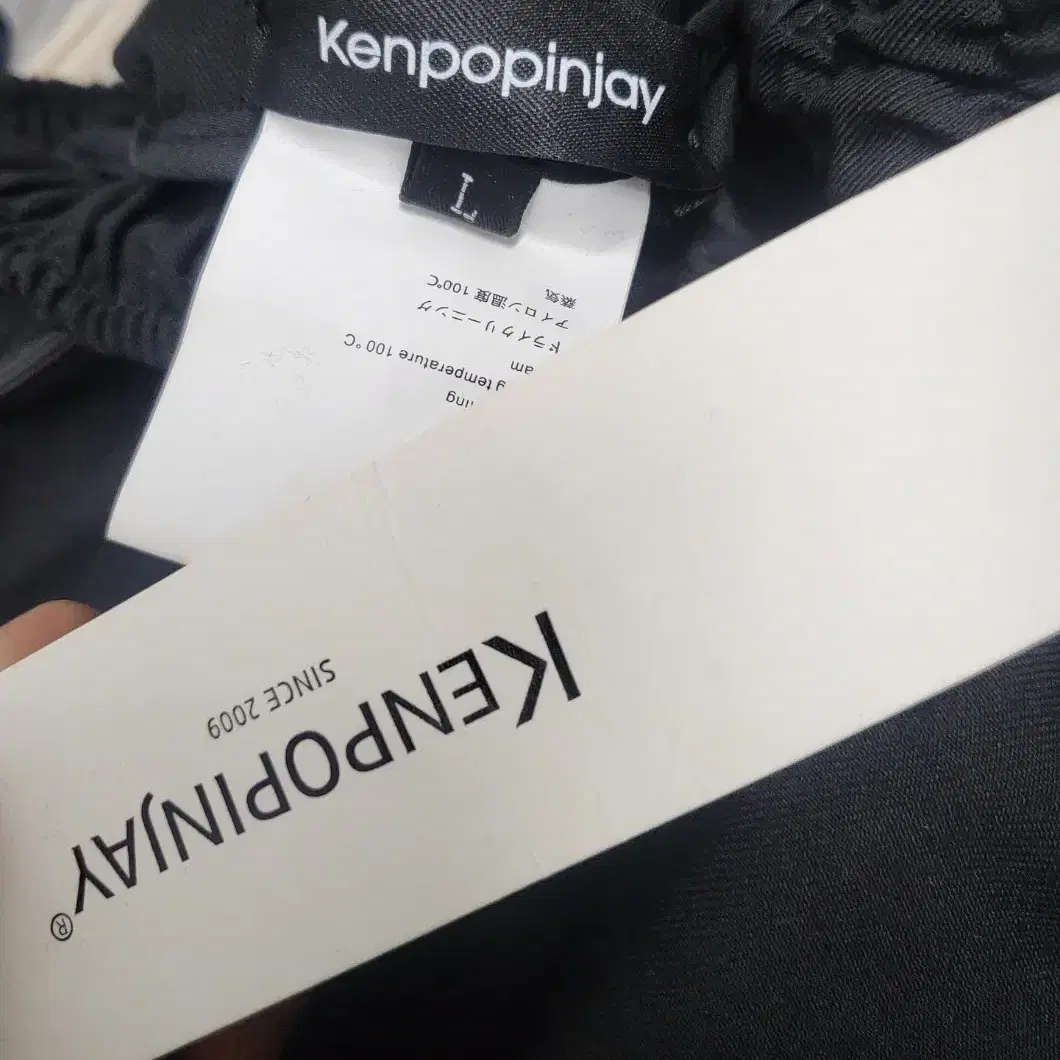 Kenpopinjay
L
ing
g temperature 100 °C
am
ドライクリーニング
アイロン温度 100℃
蒸気
KENPOPINJAY®
SINCE 2009